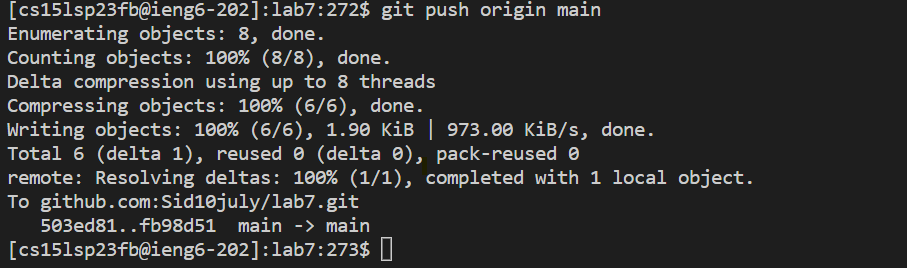 [cs15lsp23fb@ieng6-202]:lab7:272$ git push origin main
Enumerating objects: 8, done.
Counting objects: 100% (8/8), done.
Delta compression using up to 8 threads
Compressing objects: 100% (6/6), done.
Writing objects: 100% (6/6), 1.90 KiB | 973.00 KiB/s, done.
Total 6 (delta 1), reused 0 (delta 0), pack-reused 0
remote: Resolving deltas: 100% (1/1), completed with 1 local object.
To github.com:Sid10july/lab7.git
   503ed81..fb98d51  main -> main
[cs15lsp23fb@ieng6-202]:lab7:273$